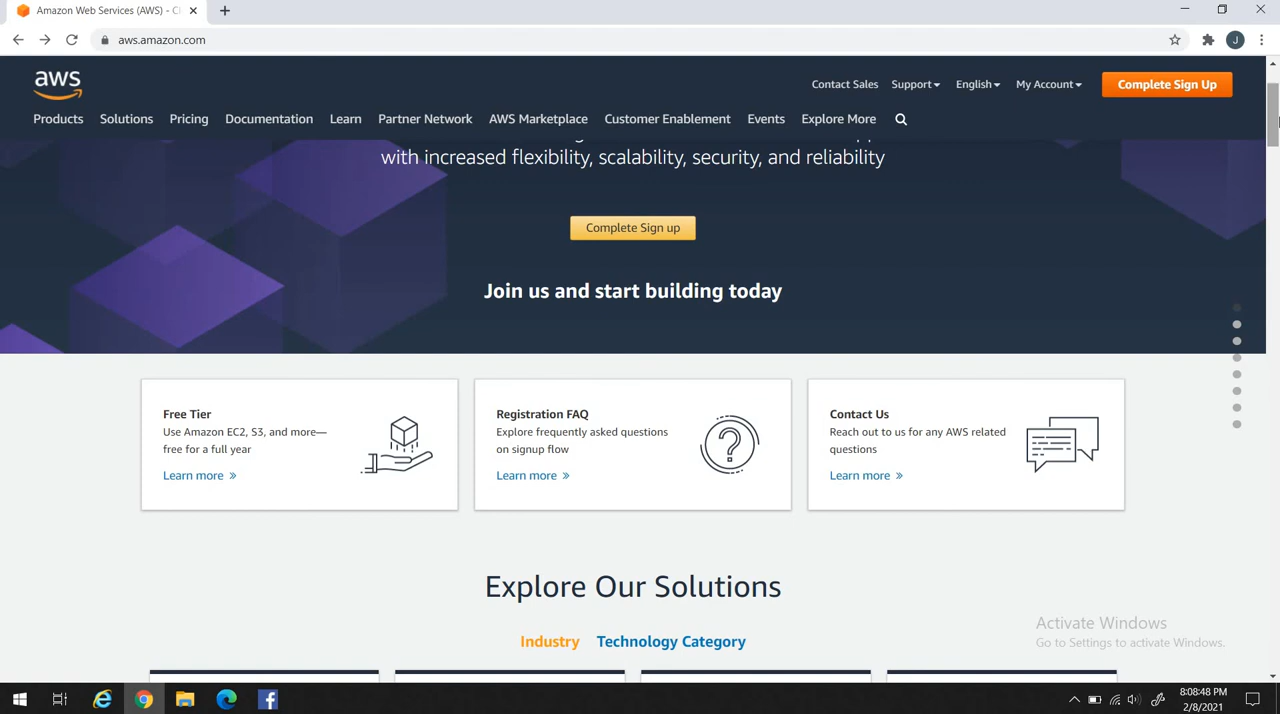 Amazon Web Services (AWS) - Cl
aws.amazon.com
J
aws
Contact Sales Support English My Account Complete Sign Up
Products Solutions Pricing Documentation Learn Partner Network AWS Marketplace Customer Enablement Events Explore More
with increased flexibility, scalability, security, and reliability
Complete Sign up
Join us and start building today
Free Tier
Use Amazon EC2, S3, and more—
free for a full year
Learn more »
Registration FAQ
Explore frequently asked questions
on signup flow
Learn more »
Contact Us
Reach out to us for any AWS related
questions
Learn more »
Explore Our Solutions
Industry Technology Category
Activate Windows
Go to Settings to activate Windows.
8:08:48 PM
2/8/2021